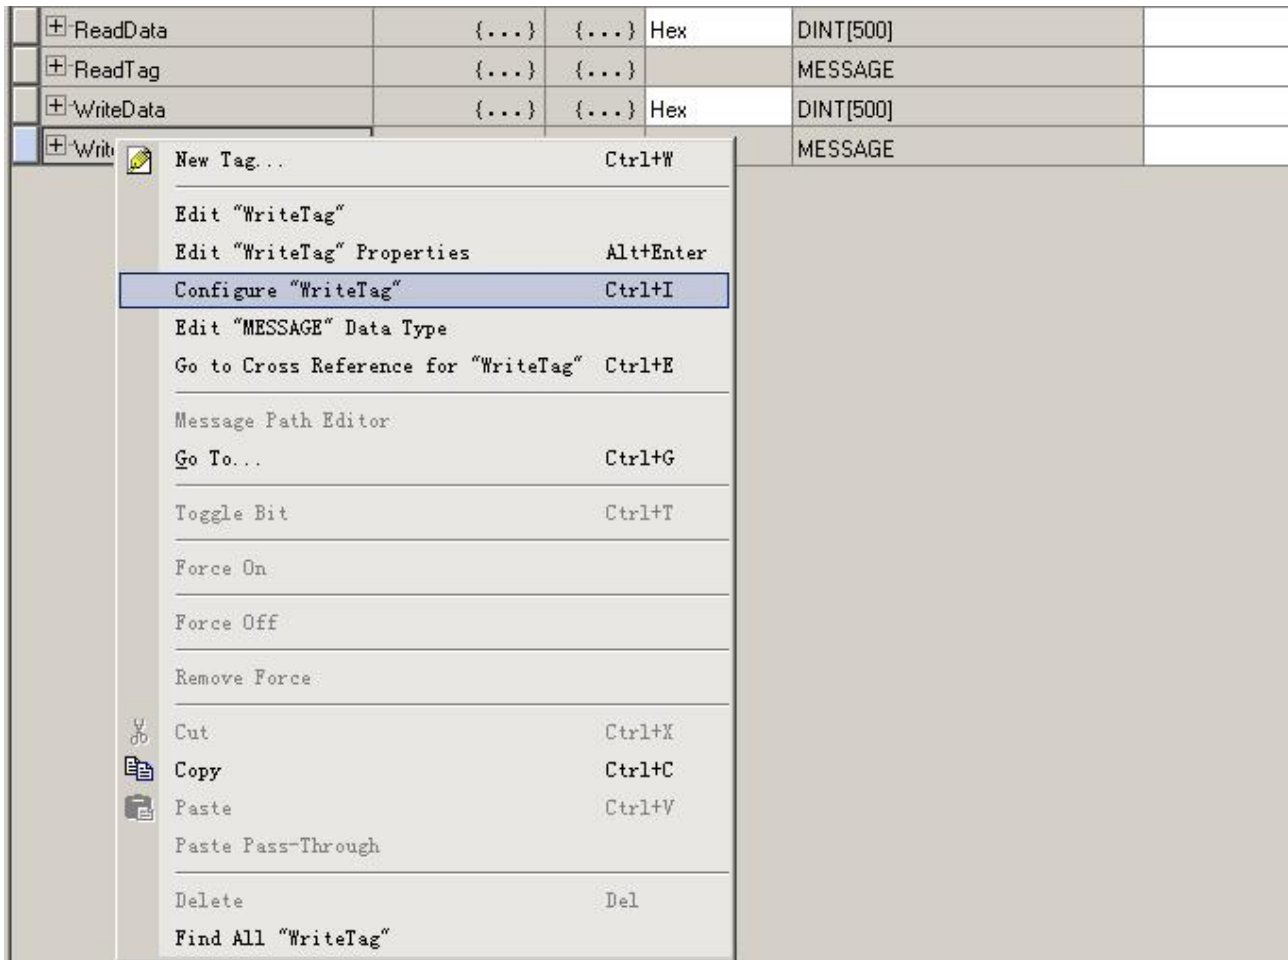 ReadData {...} {...} Hex DINT[500]
ReadTag {...} {...} MESSAGE
WriteData {...} {...} Hex DINT[500]
Writ MESSAGE
New Tag... Ctrl+W
Edit "WriteTag"
Edit "WriteTag" Properties Alt+Enter
Configure "WriteTag" Ctrl+I
Edit "MESSAGE" Data Type
Go to Cross Reference for "WriteTag" Ctrl+E
Message Path Editor
Go To... Ctrl+G
Toggle Bit Ctrl+T
Force On
Force Off
Remove Force
Cut Ctrl+X
Copy Ctrl+C
Paste Ctrl+V
Paste Pass-Through
Delete Del
Find All "WriteTag"